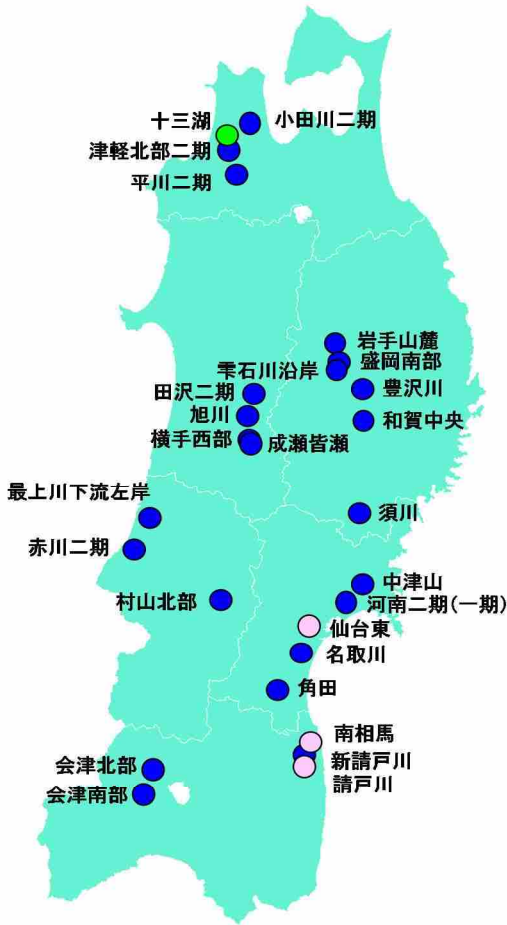 十三湖
小田川二期
津軽北部二期
平川二期
岩手山麓
盛岡南部
雫石川沿岸
豊沢川
田沢二期
旭川
和賀中央
横手西部
成瀬皆瀬
最上川下流左岸
須川
赤川二期
中津山
村山北部
河南二期(一期)
仙台東
名取川
角田
南相馬
新請戸川
会津北部
請戸川
会津南部